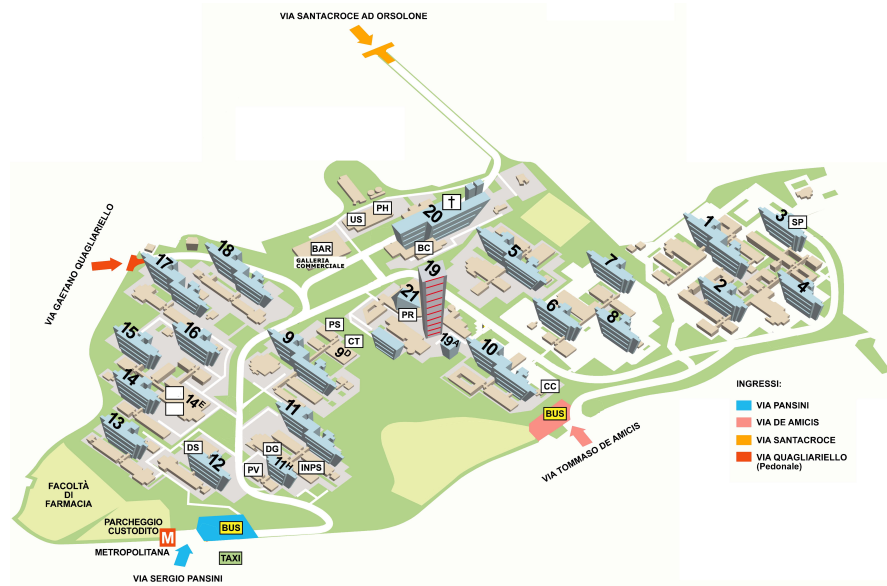 VIA SANTACROCE AD ORSOLONE
PH
US
20
†
BAR
GALLERIA
COMMERCIALE
BC
5
1
3
SP
7
2
4
VIA GAETANO QUAGLIARIELLO
17
18
19
21
PR
19A
6
8
15
16
9
PS
CT
9D
10
CC
BUS
VIA TOMMASO DE AMICIS
14
14E
13
11
DS
12
DG
PV
11H
INPS
FACOLTÀ
DI
FARMACIA
PARCHEGGIO
CUSTODITO
M
METROPOLITANA
BUS
TAXI
VIA SERGIO PANSINI
INGRESSI:
VIA PANSINI
VIA DE AMICIS
VIA SANTACROCE
VIA QUAGLIARIELLO
(Pedonale)